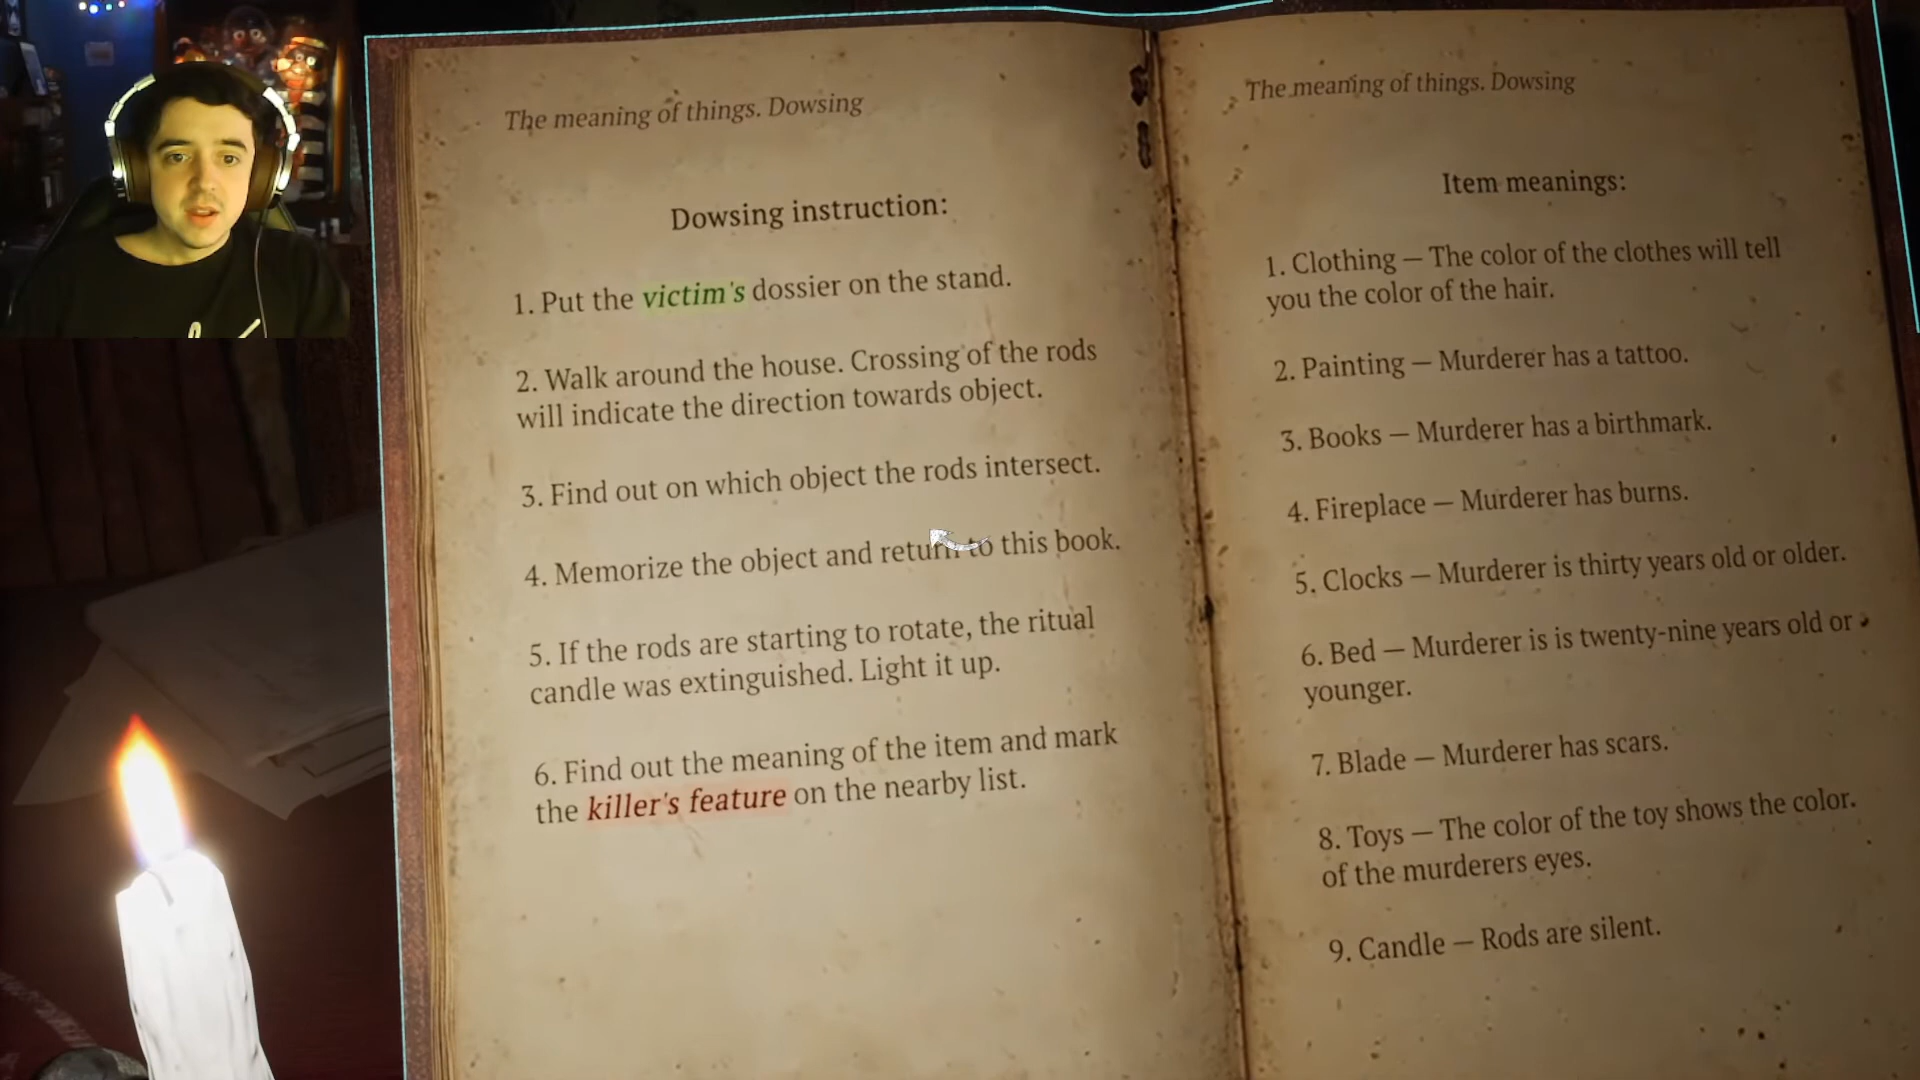 The meaning of things. Dowsing
Dowsing instruction:
1. Put the victim's dossier on the stand.
2. Walk around the house. Crossing of the rods
will indicate the direction towards object.
3. Find out on which object the rods intersect.
4. Memorize the object and return to this book.
5. If the rods are starting to rotate, the ritual
candle was extinguished. Light it up.
6. Find out the meaning of the item and mark
the killer's feature on the nearby list.
The meaning of things. Dowsing
Item meanings:
1. Clothing — The color of the clothes will tell
you the color of the hair.
2. Painting — Murderer has a tattoo.
3. Books — Murderer has a birthmark.
4. Fireplace — Murderer has burns.
5. Clocks — Murderer is thirty years old or older.
6. Bed — Murderer is is twenty-nine years old or
younger.
7. Blade — Murderer has scars.
8. Toys — The color of the toy shows the color.
of the murderers eyes.
9. Candle — Rods are silent.